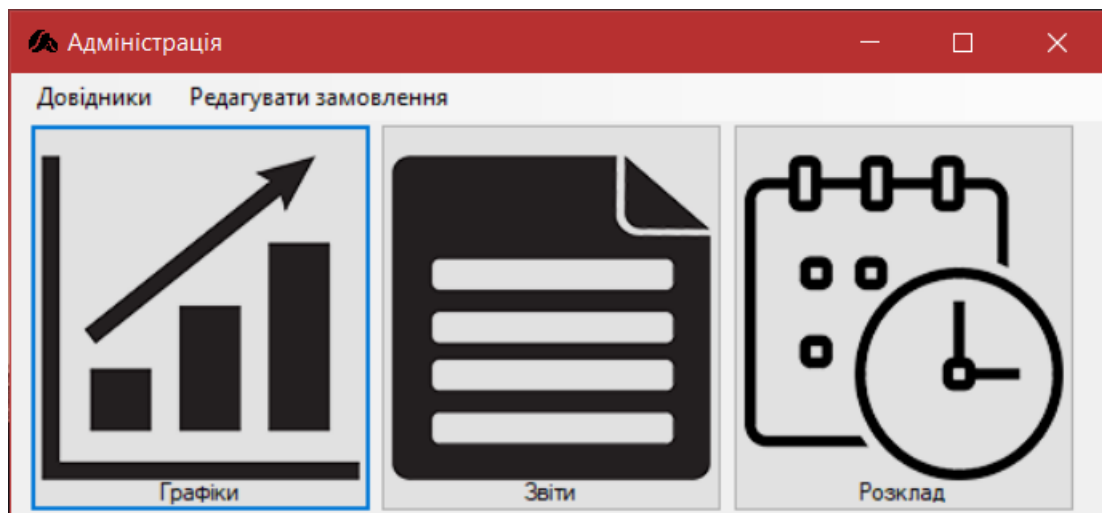 Адміністрація
Довідники Редагувати замовлення
Графіки Звіти Розклад